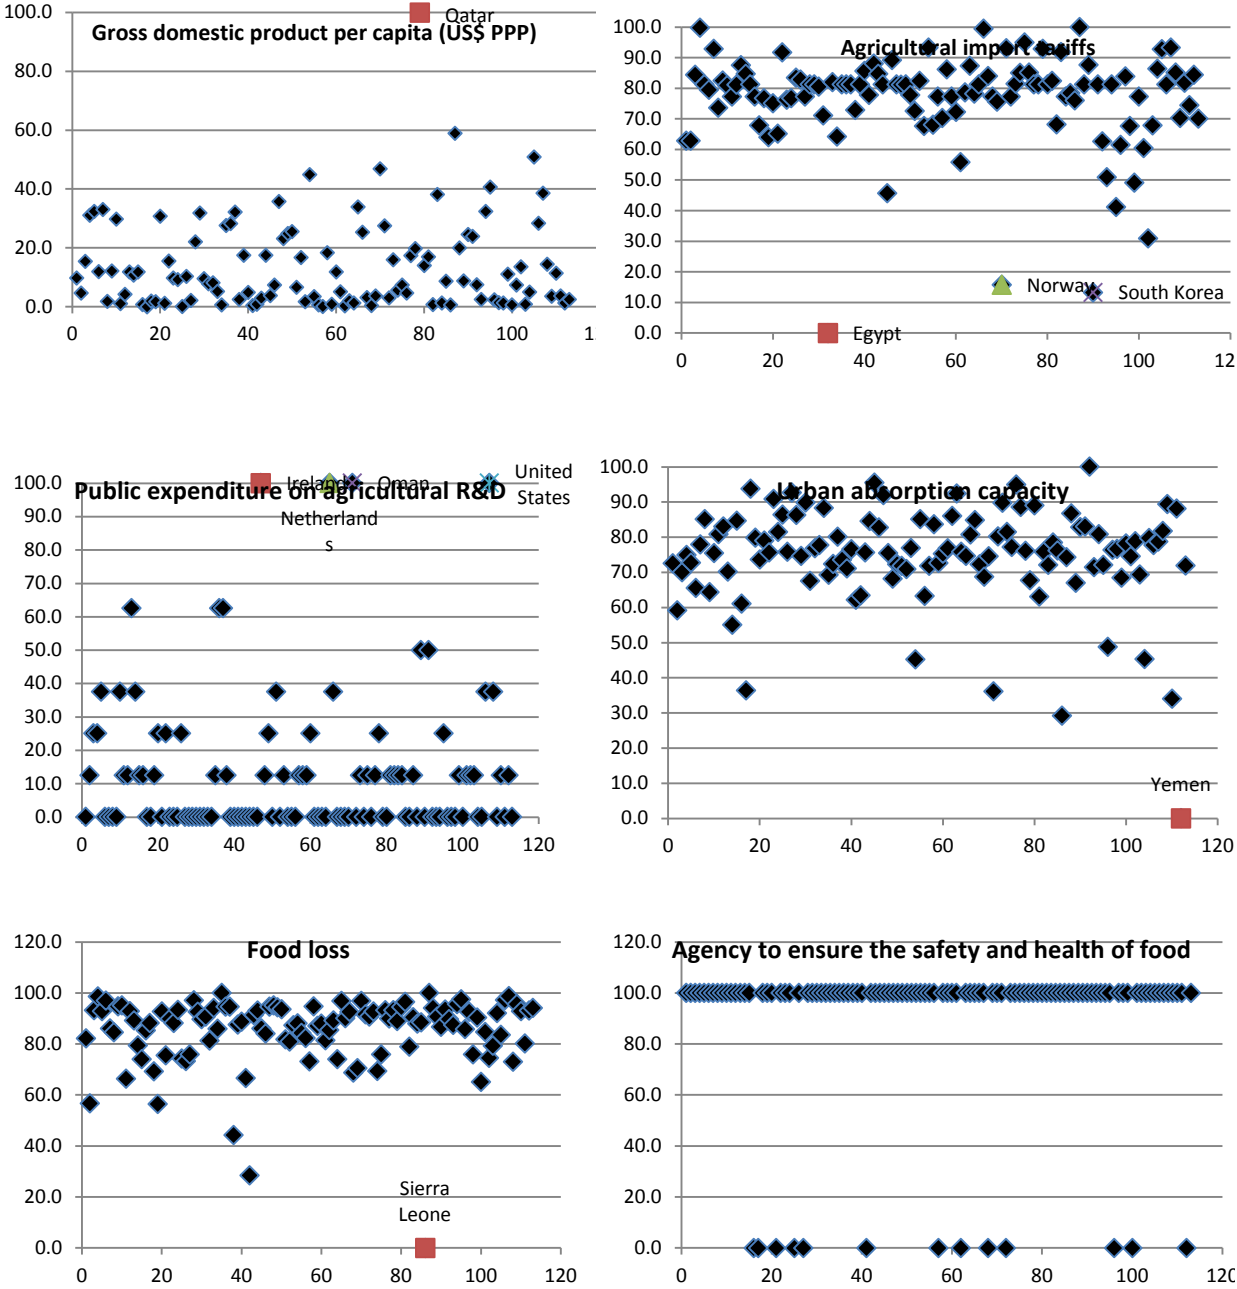 Gross domestic product per capita (US$ PPP)
Qatar
100.0
80.0
60.0
40.0
20.0
0.0
0 20 40 60 80 100 1
Agricultural import tariffs
100.0
90.0
80.0
70.0
60.0
50.0
40.0
30.0
20.0
10.0
0.0
Norway
South Korea
Egypt
0 20 40 60 80 100 120
Public expenditure on agricultural R&D
Ireland
Netherland
s
Oman
United
States
100.0
90.0
80.0
70.0
60.0
50.0
40.0
30.0
20.0
10.0
0.0
0 20 40 60 80 100 120
Urban absorption capacity
100.0
90.0
80.0
70.0
60.0
50.0
40.0
30.0
20.0
10.0
0.0
Yemen
0 20 40 60 80 100 120
Food loss
120.0
100.0
80.0
60.0
40.0
20.0
0.0
Sierra
Leone
0 20 40 60 80 100 120
Agency to ensure the safety and health of food
120.0
100.0
80.0
60.0
40.0
20.0
0.0
0 20 40 60 80 100 120